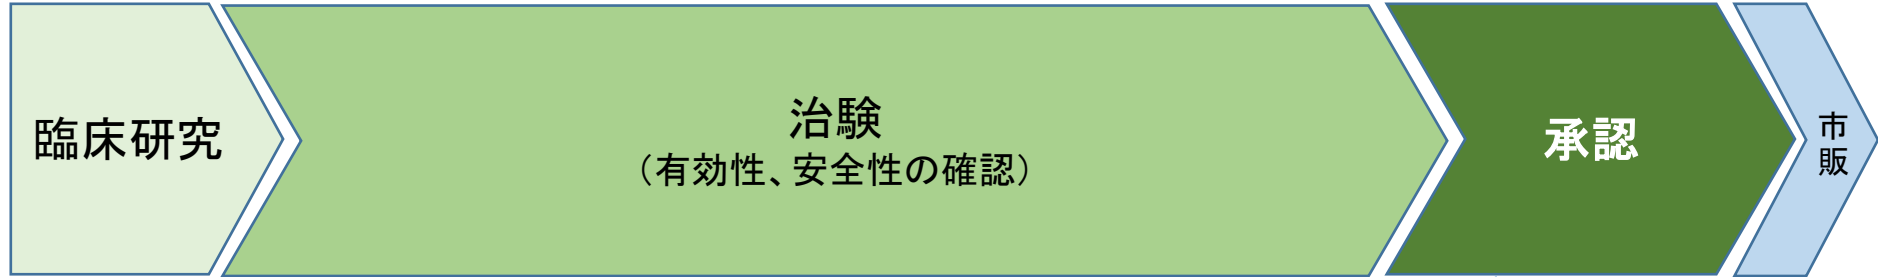 臨床研究
治験
（有効性、安全性の確認）
承認
市販